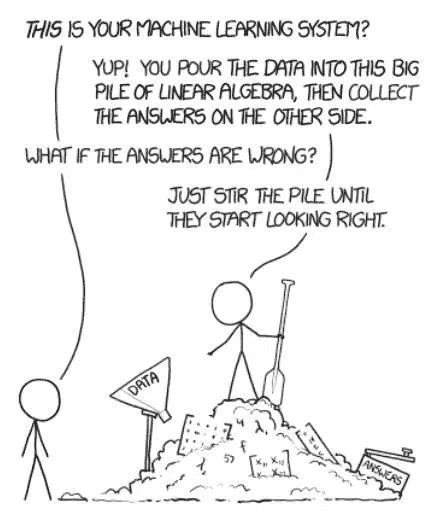 THIS IS YOUR MACHINE LEARNING SYSTEM?
YUP! YOU POUR THE DATA INTO THIS BIG
PILE OF LINEAR ALGEBRA, THEN COLLECT
THE ANSWERS ON THE OTHER SIDE.
WHAT IF THE ANSWERS ARE WRONG?
JUST STIR THE PILE UNTIL
THEY START LOOKING RIGHT.
DATA
ANSWERS